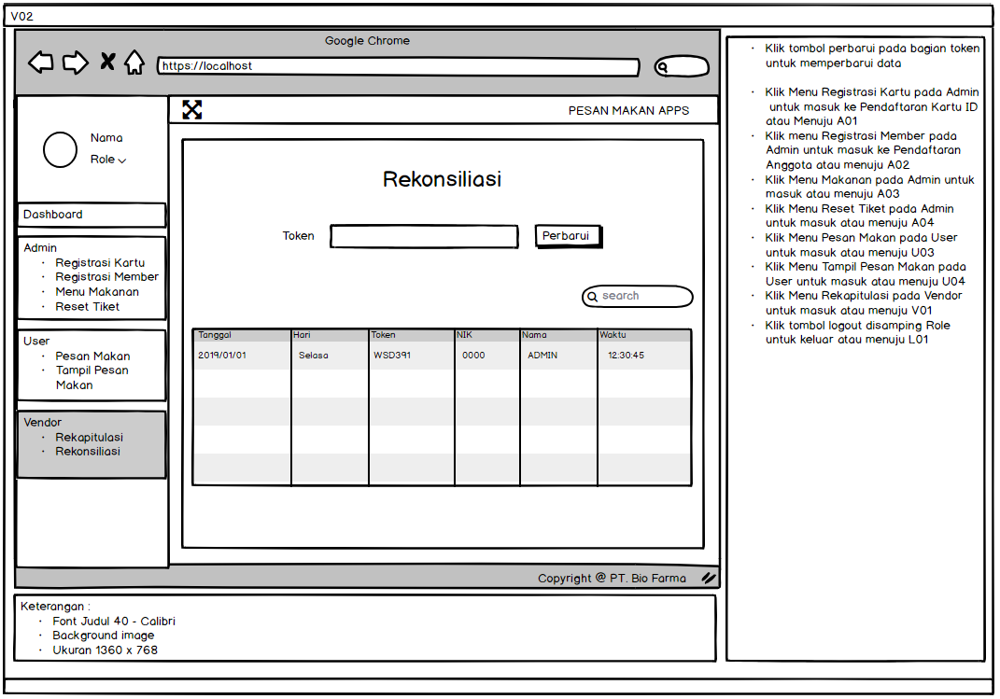 V02
Google Chrome
https://localhost
PESAN MAKAN APPS
Nama
Role
Dashboard
Admin
· Registrasi Kartu
· Registrasi Member
· Menu Makanan
· Reset Tiket
User
· Pesan Makan
· Tampil Pesan
Makan
Vendor
· Rekapitulasi
· Rekonsiliasi
Rekonsiliasi
Token
Perbarui
search
Tanggal Hari Token NIK Nama Waktu
2019/01/01 Selasa WSD391 0000 ADMIN 12:30:45
Copyright @ PT. Bio Farma
Keterangan :
· Font Judul 40 - Calibri
· Background image
· Ukuran 1360 x 768
· Klik tombol perbarui pada bagian token
untuk memperbarui data
· Klik Menu Registrasi Kartu pada Admin
untuk masuk ke Pendaftaran Kartu ID
atau Menuju A01
· Klik menu Registrasi Member pada
Admin untuk masuk ke Pendaftaran
Anggota atau menuju A02
· Klik Menu Makanan pada Admin untuk
masuk atau menuju A03
· Klik Menu Reset Tiket pada Admin
untuk masuk atau menuju A04
· Klik Menu Pesan Makan pada User
untuk masuk atau menuju U03
· Klik Menu Tampil Pesan Makan pada
User untuk masuk atau menuju U04
· Klik Menu Rekapitulasi pada Vendor
untuk masuk atau menuju V01
· Klik tombol logout disamping Role
untuk keluar atau menuju L01